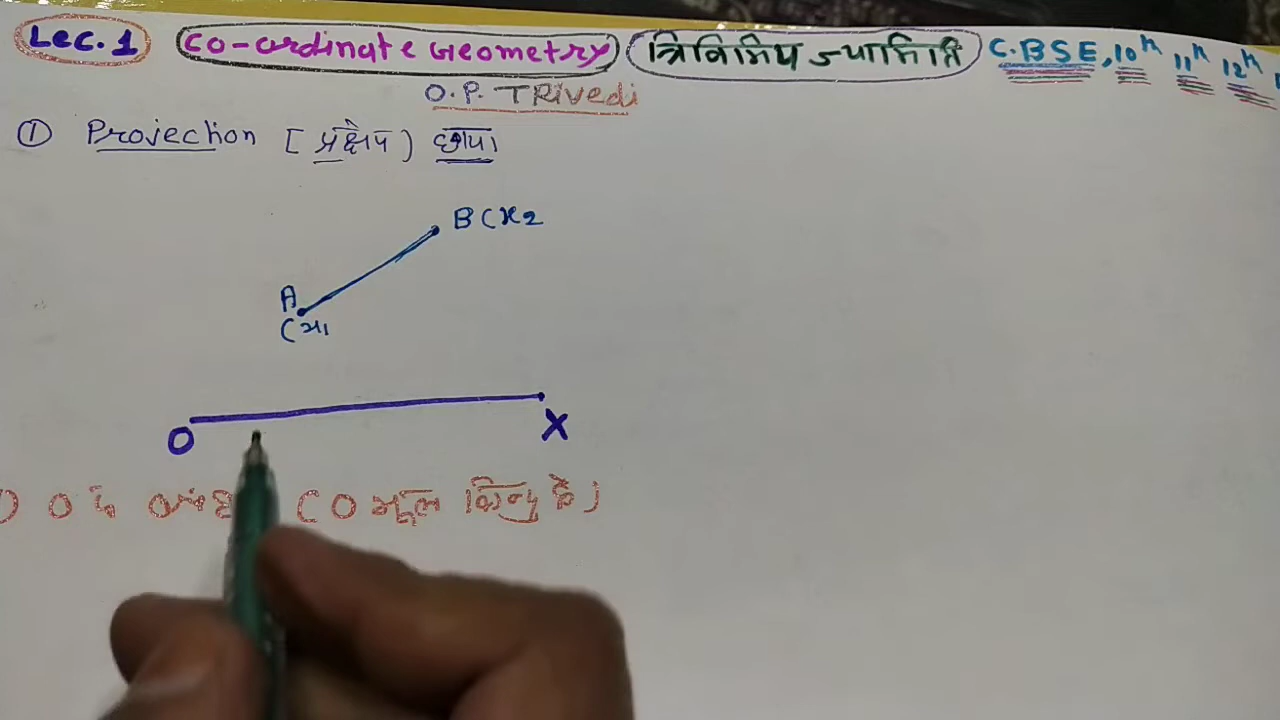 Lec.1 Co-ordinate Geometry त्रिविमिय ज्यामिति C.BSE, 10th 11th 12th
O.P. TRivedi
① Projection [प्रक्षेप) छाया
B(x2
A
(x1
O X
O से (O मूल बिन्दु है)